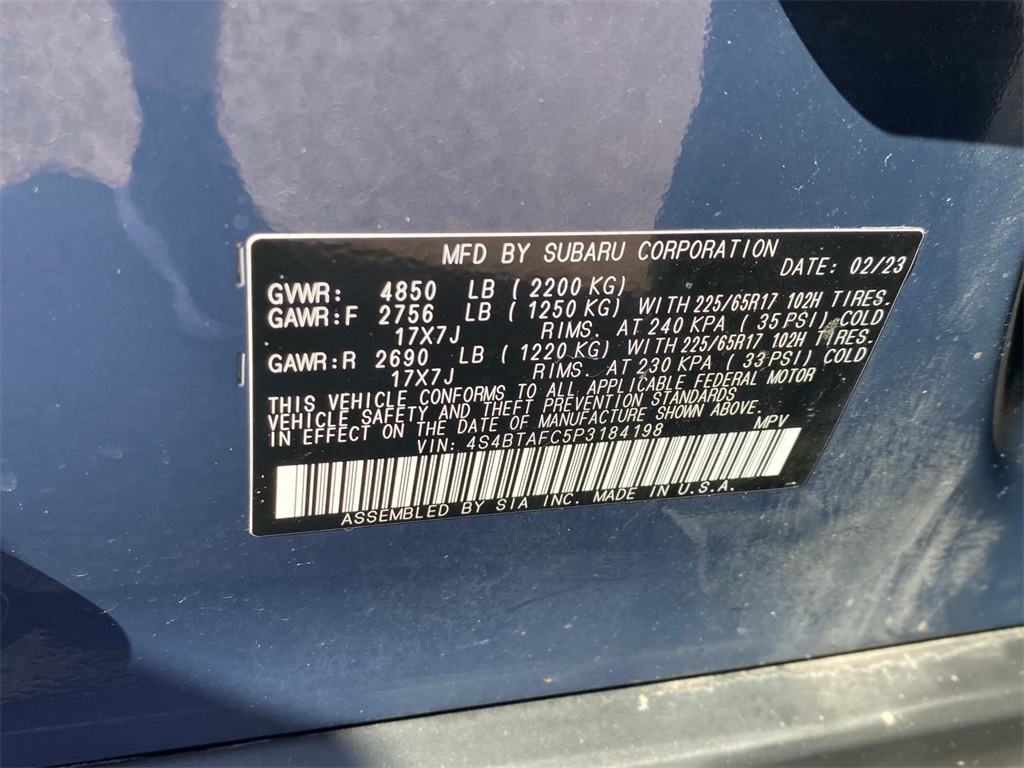 MFD BY SUBARU CORPORATION
DATE: 02/23
GVWR: 4850 LB ( 2200 KG)
GAWR:F 2756 LB ( 1250 KG) WITH 225/65R17 102H TIRES.
17X7J RIMS. AT 240 KPA ( 35 PSI) COLD
GAWR:R 2690 LB ( 1220 KG) WITH 225/65R17 102H TIRES.
17X7J RIMS. AT 230 KPA ( 33 PSI) COLD
THIS VEHICLE CONFORMS TO ALL APPLICABLE FEDERAL MOTOR
VEHICLE SAFETY AND THEFT PREVENTION STANDARDS
IN EFFECT ON THE DATE OF MANUFACTURE SHOWN ABOVE.
VIN: 4S4BTAFC5P3184198 MPV
ASSEMBLED BY SIA INC. MADE IN U.S.A.